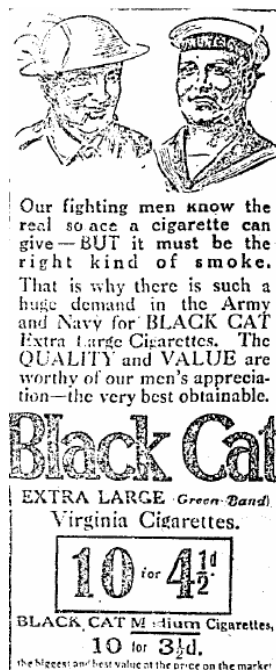 Our fighting men know the
real so ace a cigarette can
give—BUT it must be the
right kind of smoke.
That is why there is such a
huge demand in the Army
and Navy for BLACK CAT
Extra Large Cigarettes. The
QUALITY and VALUE are
worthy of our men's apprecia-
tion—the very best obtainable.
Black Cat
EXTRA LARGE (Green Band)
Virginia Cigarettes.
10 for 4½d
BLACK CAT Medium Cigarettes,
10 for 3½d.
the biggest and best value at the price on the market